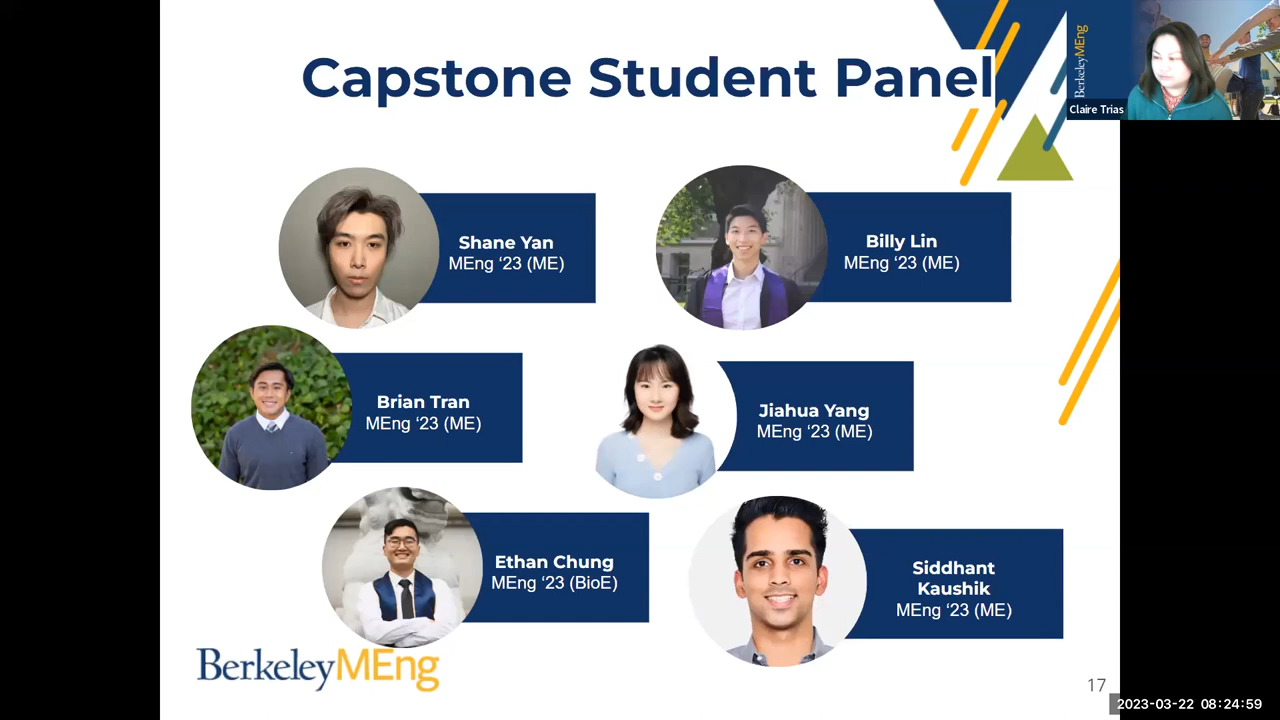 Capstone Student Panel
BerkeleyMEng
Claire Trias
Shane Yan
MEng ‘23 (ME)
Billy Lin
MEng ‘23 (ME)
Brian Tran
MEng ‘23 (ME)
Jiahua Yang
MEng ‘23 (ME)
Ethan Chung
MEng ‘23 (BioE)
Siddhant
Kaushik
MEng ‘23 (ME)
BerkeleyMEng
17
2023-03-22 08:24:59